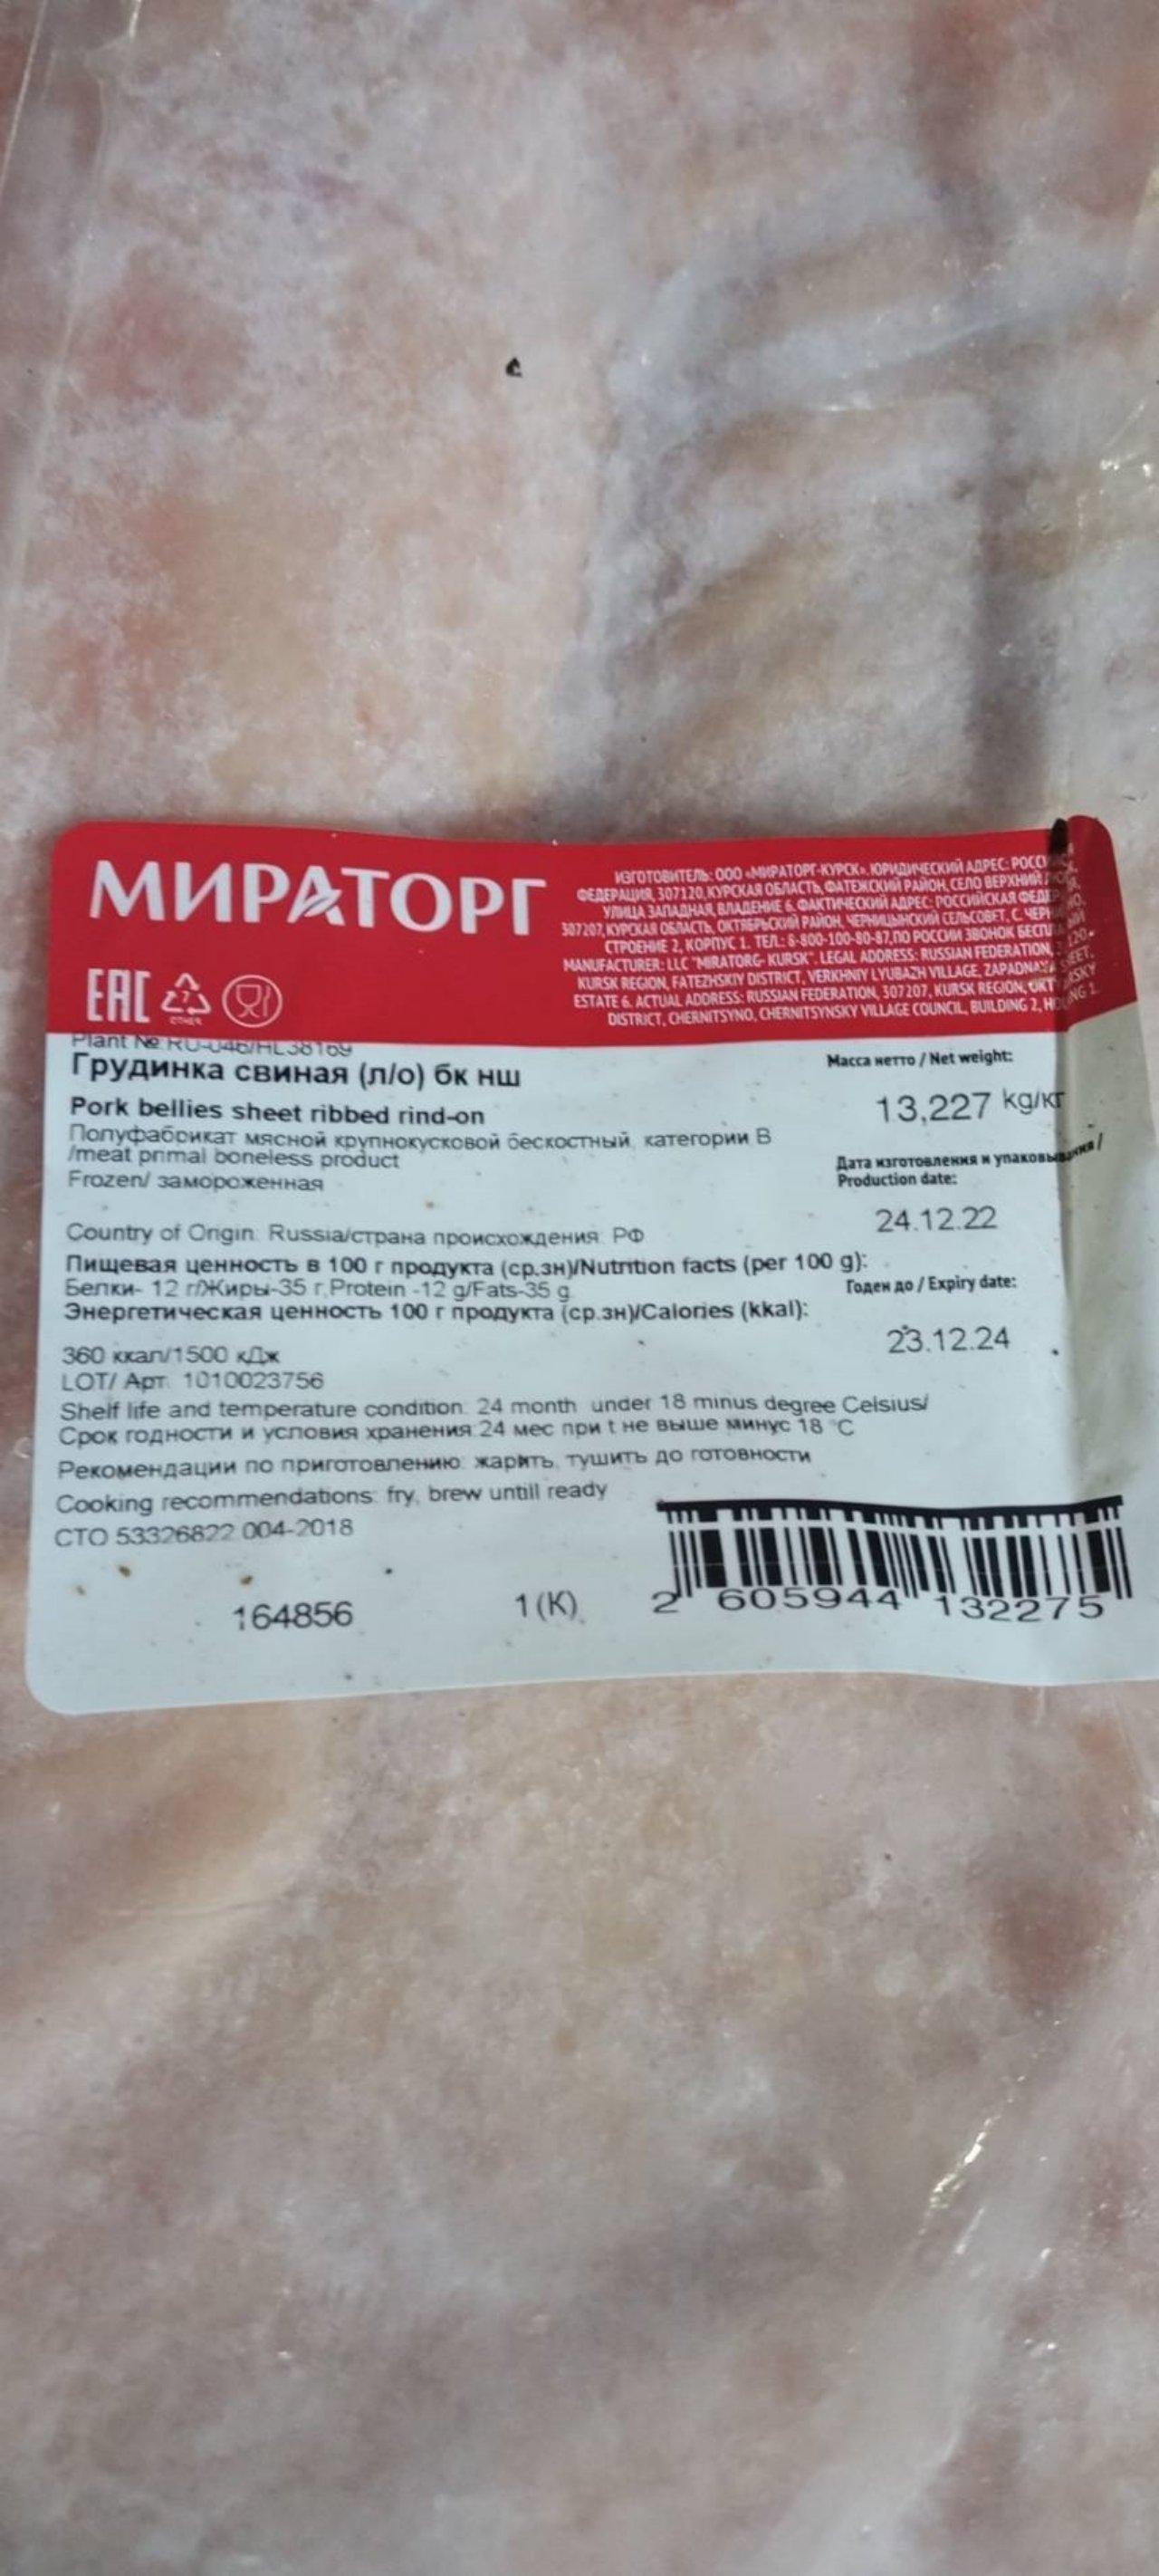 МИРАТОРГ
EAC
7
OTHER
ИЗГОТОВИТЕЛЬ: ООО «МИРАТОРГ-КУРСК». ЮРИДИЧЕСКИЙ АДРЕС:
ФЕДЕРАЦИЯ, 307120, КУРСКАЯ ОБЛАСТЬ, ФАТЕЖСКИЙ РАЙОН, СЕЛО ВЕРХНИЙ
УЛИЦА ЗАПАДНАЯ, ВЛАДЕНИЕ 6. ФАКТИЧЕСКИЙ АДРЕС: РОССИЙСКАЯ
307207, КУРСКАЯ ОБЛАСТЬ, ОКТЯБРЬСКИЙ РАЙОН, ЧЕРНИЦЫНСКИЙ СЕЛЬСОВЕТ, С.
СТРОЕНИЕ 2, КОРПУС 1. ТЕЛ.: 8-800-100-80-87, ПО РОССИИ ЗВОНОК
MANUFACTURER: LLC "MIRATORG- KURSK". LEGAL ADDRESS: RUSSIAN FEDERATION,
KURSK REGION, FATEZHSKIY DISTRICT, VERKHNIY LYUBAZH VILLAGE, ZAPADNAYA
ESTATE 6. ACTUAL ADDRESS: RUSSIAN FEDERATION, 307207, KURSK REGION,
DISTRICT, CHERNITSYNO, CHERNITSYNSKY VILLAGE COUNCIL, BUILDING 2,
Plant № RU-046/HL38169
Грудинка свиная (л/о) бк нш
Pork bellies sheet ribbed rind-on
Полуфабрикат мясной крупнокусковой бескостный, категории В
/meat primal boneless product
Frozen/ замороженная
Масса нетто / Net weight:
13,227 kg/кг
Дата изготовления и упаковывания /
Production date:
24.12.22
Country of Origin: Russia/страна происхождения: РФ
Пищевая ценность в 100 г продукта (ср.зн)/Nutrition facts (per 100 g):
Белки- 12 г/Жиры-35 г.Protein -12 g/Fats-35 g
Годен до / Expiry date:
Энергетическая ценность 100 г продукта (ср.зн)/Calories (kkal):
23.12.24
360 ккал/1500 кДж
LOT/ Арт. 1010023756
Shelf life and temperature condition: 24 month under 18 minus degree Celsius/
Срок годности и условия хранения 24 мес при t не выше минус 18 °C
Рекомендации по приготовлению: жарить, тушить до готовности
Cooking recommendations: fry, brew untill ready
СТО 53326822 004-2018
164856
1(К)
2 605944 132275